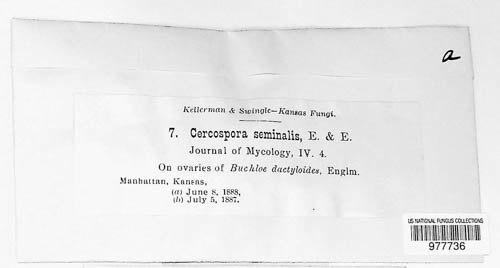 a
Kellerman & Swingle—Kansas Fungi.
7. Cercospora seminalis, E. & E.
Journal of Mycology, IV. 4.
On ovaries of Buchloe dactyloides, Englm.
Manhattan, Kansas,
(a) June 8, 1888.
(b) July 5, 1887.
US NATIONAL FUNGUS COLLECTIONS
977736